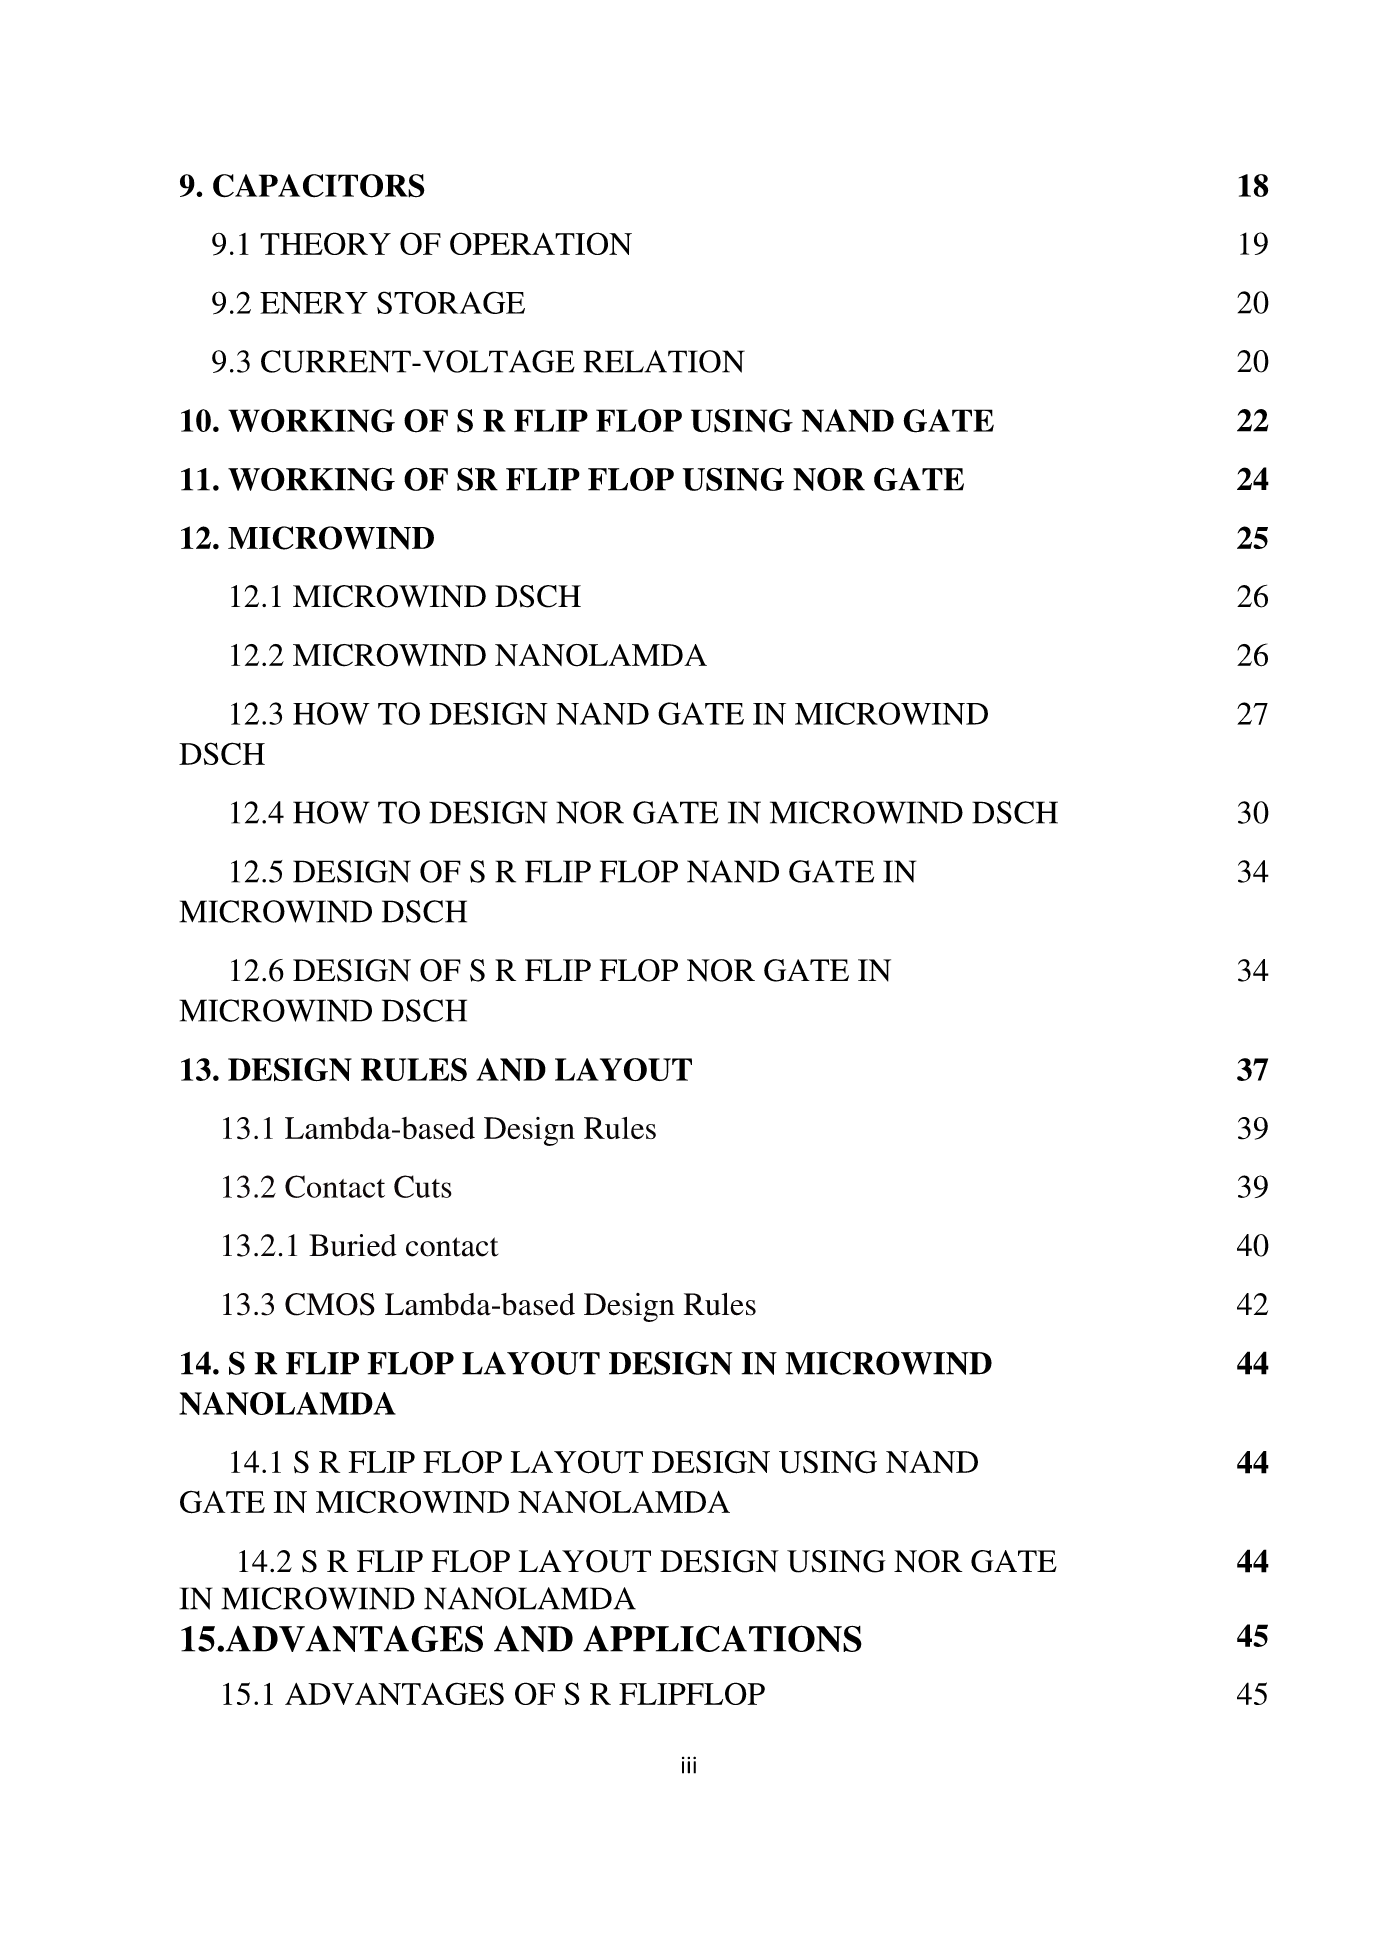 9. CAPACITORS 18
9.1 THEORY OF OPERATION 19
9.2 ENERY STORAGE 20
9.3 CURRENT-VOLTAGE RELATION 20
10. WORKING OF S R FLIP FLOP USING NAND GATE 22
11. WORKING OF SR FLIP FLOP USING NOR GATE 24
12. MICROWIND 25
12.1 MICROWIND DSCH 26
12.2 MICROWIND NANOLAMDA 26
12.3 HOW TO DESIGN NAND GATE IN MICROWIND 27
DSCH
12.4 HOW TO DESIGN NOR GATE IN MICROWIND DSCH 30
12.5 DESIGN OF S R FLIP FLOP NAND GATE IN 34
MICROWIND DSCH
12.6 DESIGN OF S R FLIP FLOP NOR GATE IN 34
MICROWIND DSCH
13. DESIGN RULES AND LAYOUT 37
13.1 Lambda-based Design Rules 39
13.2 Contact Cuts 39
13.2.1 Buried contact 40
13.3 CMOS Lambda-based Design Rules 42
14. S R FLIP FLOP LAYOUT DESIGN IN MICROWIND 44
NANOLAMDA
14.1 S R FLIP FLOP LAYOUT DESIGN USING NAND 44
GATE IN MICROWIND NANOLAMDA
14.2 S R FLIP FLOP LAYOUT DESIGN USING NOR GATE 44
IN MICROWIND NANOLAMDA
15.ADVANTAGES AND APPLICATIONS 45
15.1 ADVANTAGES OF S R FLIPFLOP 45
iii